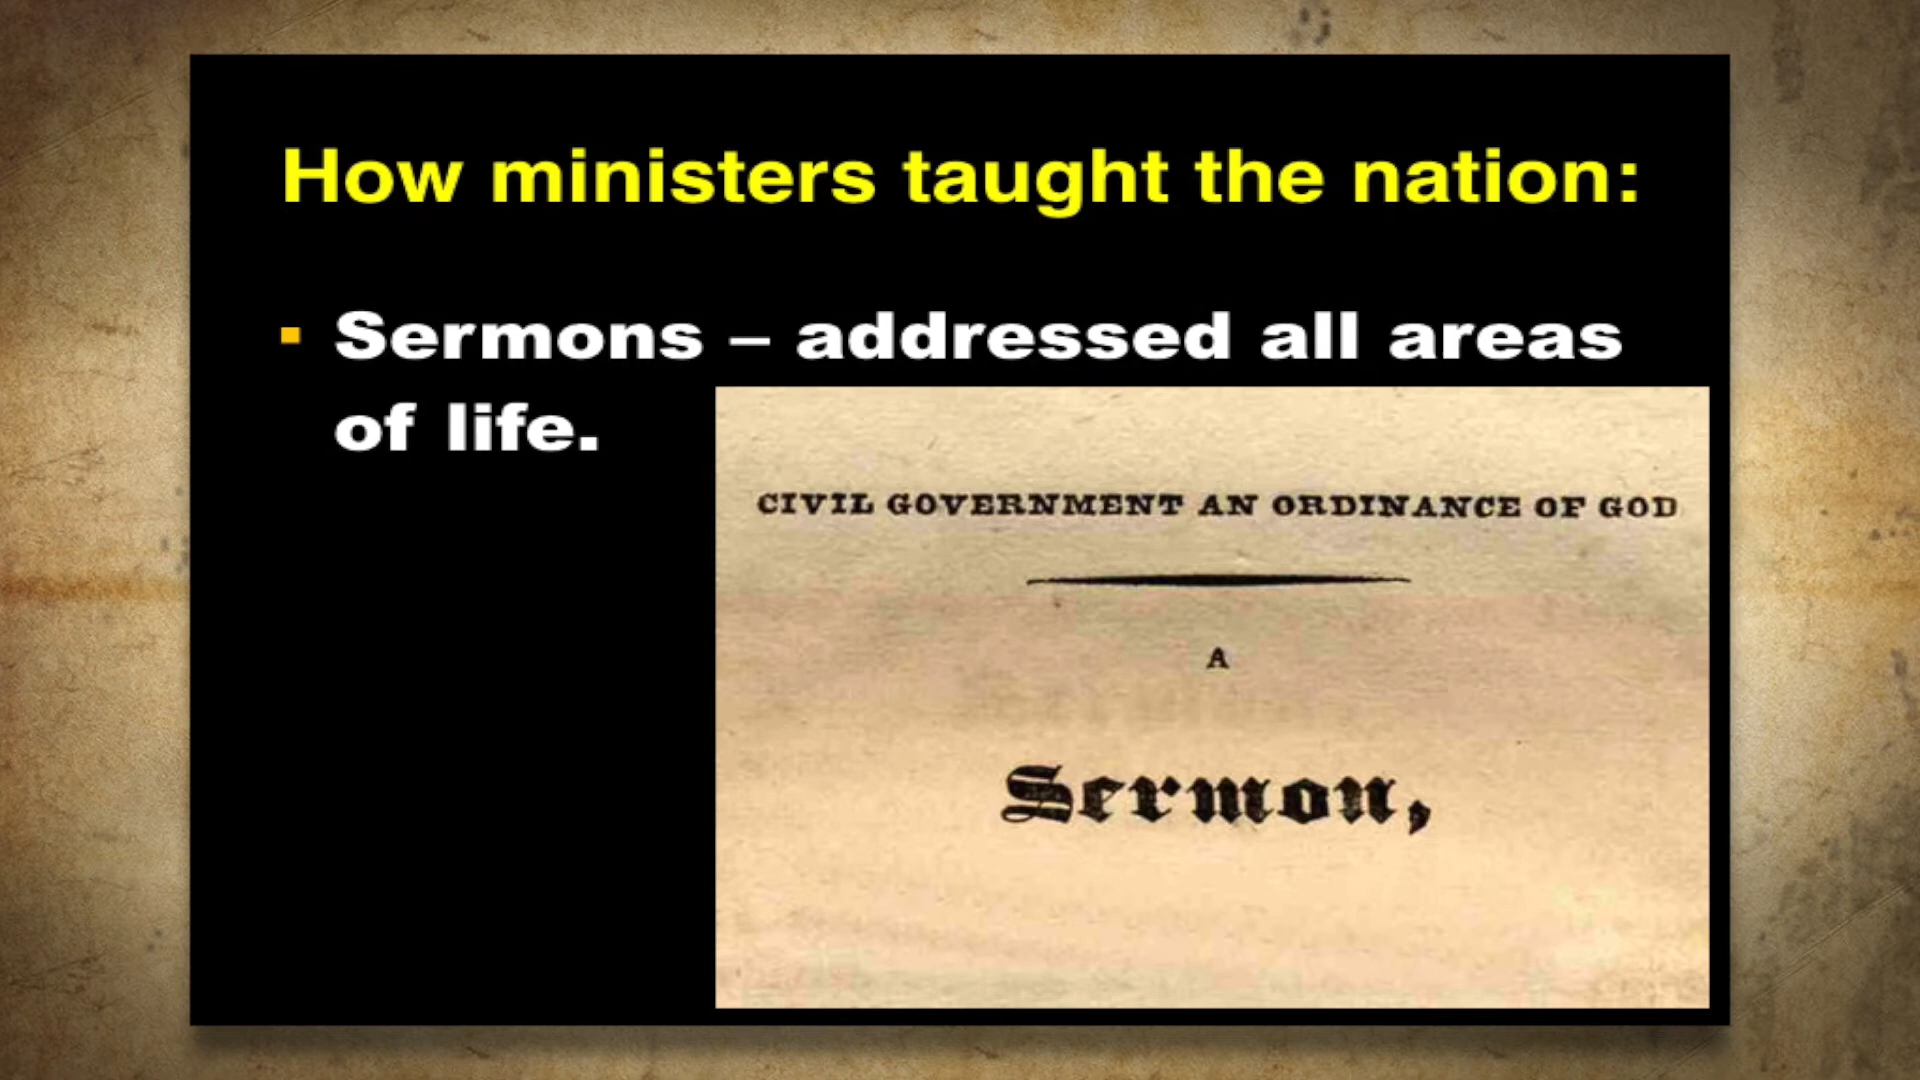 How ministers taught the nation:
Sermons – addressed all areas
of life.
CIVIL GOVERNMENT AN ORDINANCE OF GOD
A
Sermon,